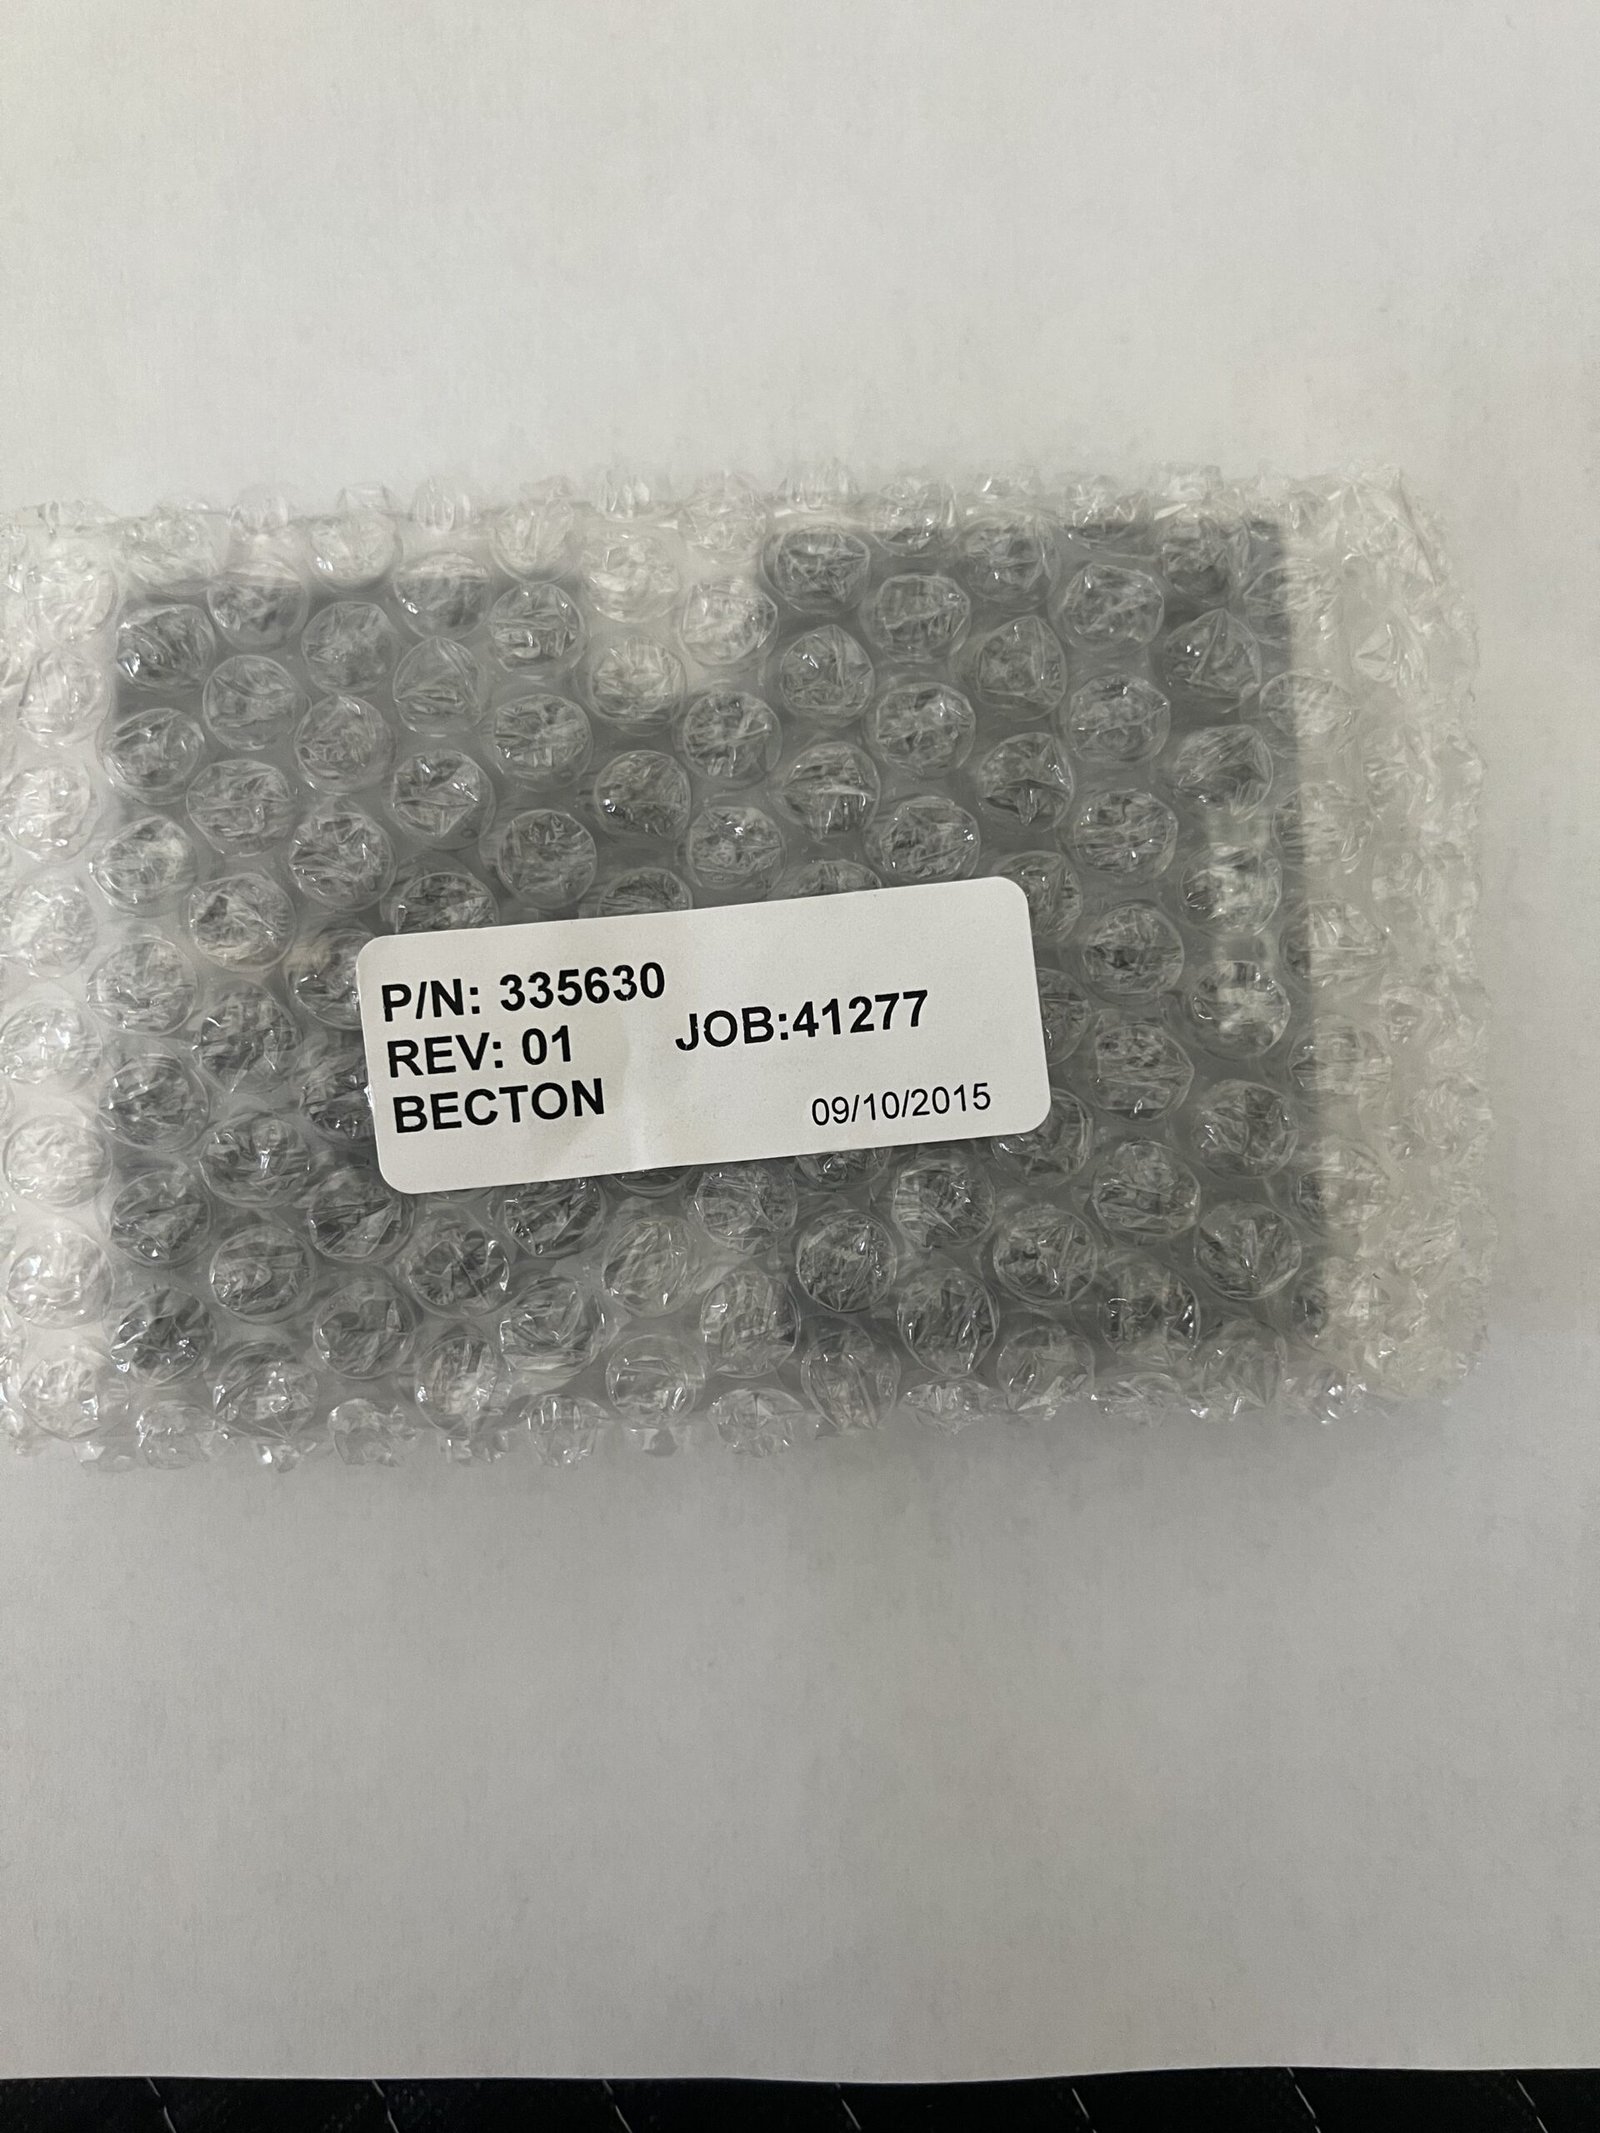 P/N: 335630
REV: 01 JOB:41277
BECTON
09/10/2015